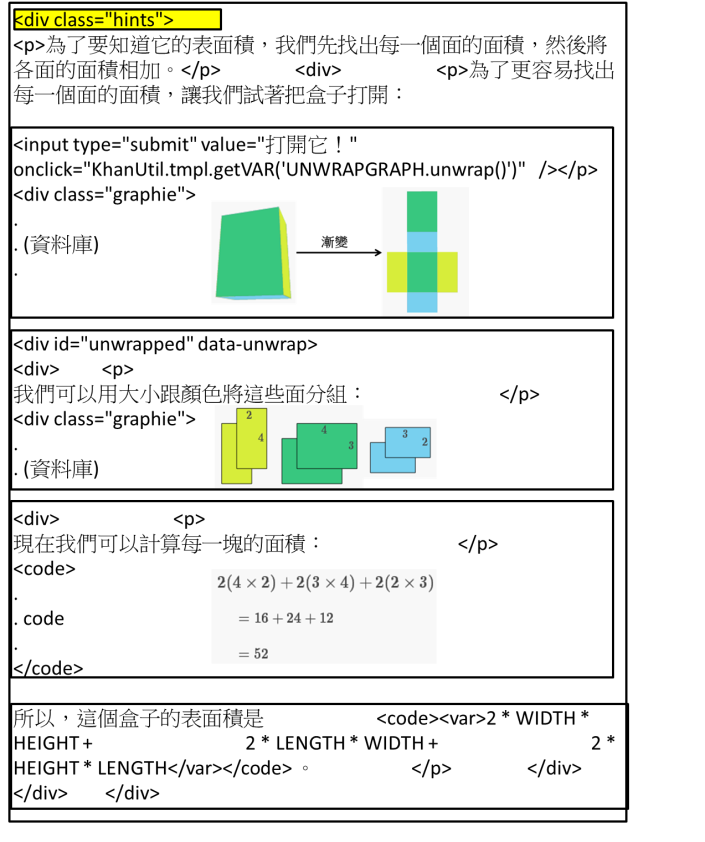 <div class="hints">
<p>為了要知道它的表面積，我們先找出每一個面的面積，然後將
各面的面積相加。</p> <div> <p>為了更容易找出
每一個面的面積，讓我們試著把盒子打開：
<input type="submit" value="打開它！"
onclick="KhanUtil.tmpl.getVAR('UNWRAPGRAPH.unwrap()')" /></p>
<div class="graphie">
.
. (資料庫)
.
漸變
<div id="unwrapped" data-unwrap>
<div> <p>
我們可以用大小跟顏色將這些面分組： </p>
<div class="graphie">
.
. (資料庫)
2
4
4
3
3
2
<div> <p>
現在我們可以計算每一塊的面積： </p>
<code>
.
. code
.
</code>
2(4 × 2) + 2(3 × 4) + 2(2 × 3)
= 16 + 24 + 12
= 52
所以，這個盒子的表面積是 <code><var>2 * WIDTH *
HEIGHT + 2 * LENGTH * WIDTH + 2 *
HEIGHT * LENGTH</var></code> 。 </p> </div>
</div> </div>